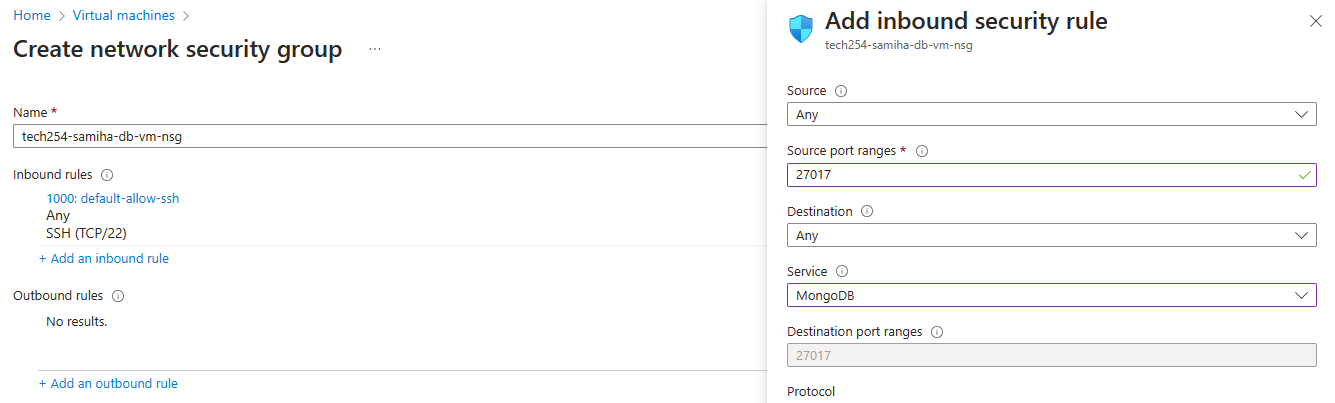 Home > Virtual machines >
Create network security group ...
Name *
tech254-samiha-db-vm-nsg
Inbound rules
1000: default-allow-ssh
Any
SSH (TCP/22)
+ Add an inbound rule
Outbound rules
No results.
+ Add an outbound rule
Add inbound security rule
tech254-samiha-db-vm-nsg
Source
Any
Source port ranges *
27017
Destination
Any
Service
MongoDB
Destination port ranges
27017
Protocol